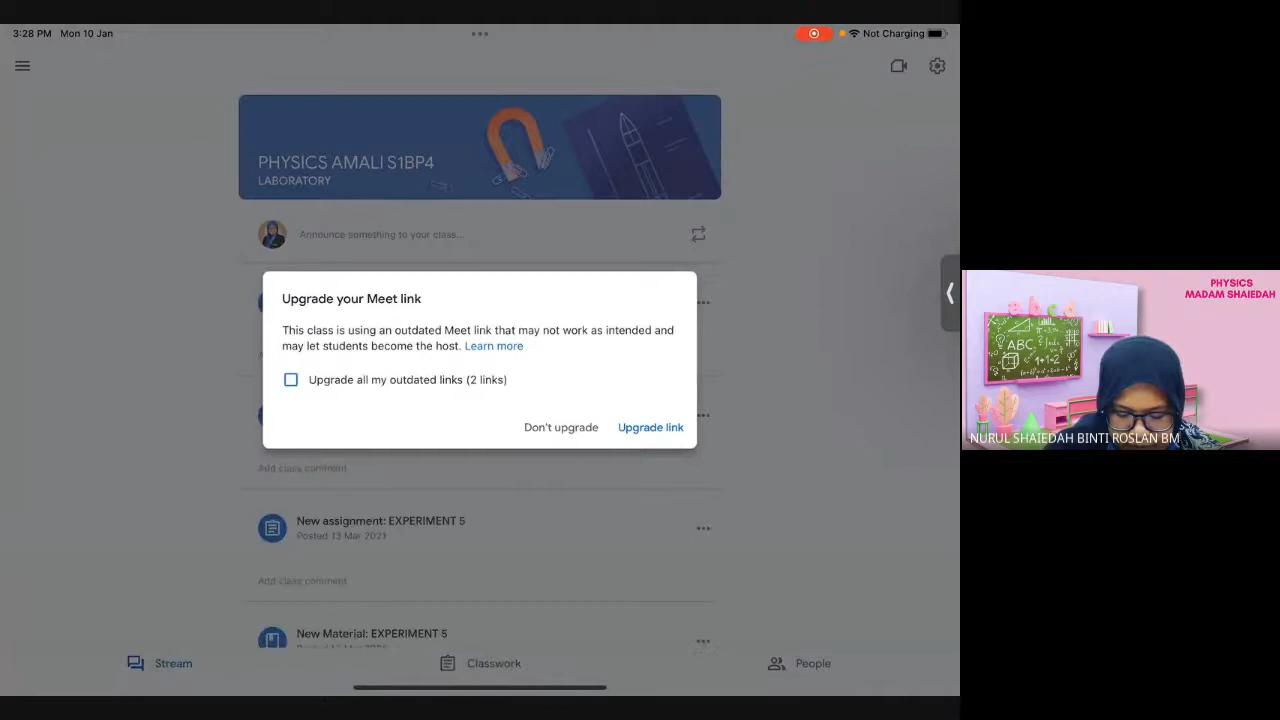 3:28 PM Mon 10 Jan
Not Charging
PHYSICS AMALI S1BP4
LABORATORY
Announce something to your class...
Upgrade your Meet link
This class is using an outdated Meet link that may not work as intended and
may let students become the host. Learn more
Upgrade all my outdated links (2 links)
Don't upgrade
Upgrade link
Add class comment
New assignment: EXPERIMENT 5
Posted 13 Mar 2021
Add class comment
New Material: EXPERIMENT 5
Stream
Classwork
People
PHYSICS
MADAM SHAIEDAH
a b c d
ABC
1+1=2
NURUL SHAIEDAH BINTI ROSLAN BM